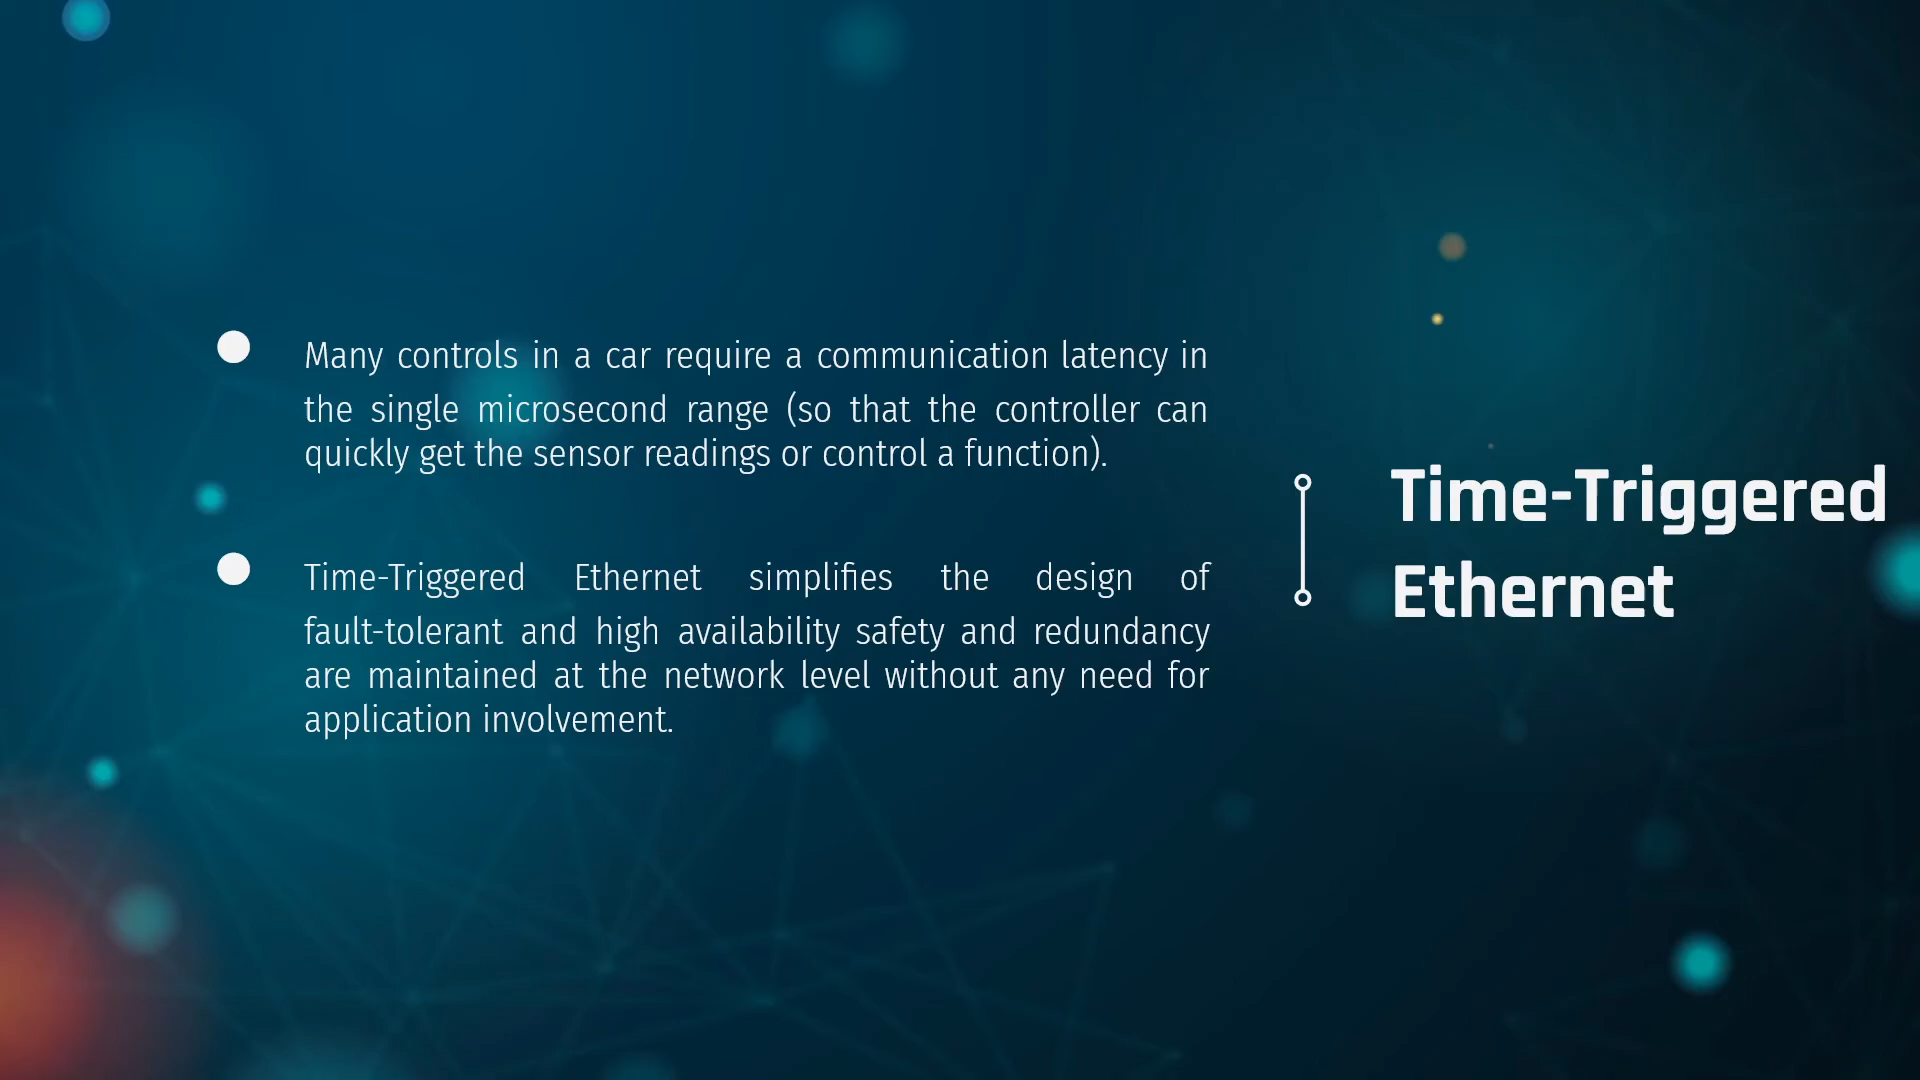 Many controls in a car require a communication latency in
the single microsecond range (so that the controller can
quickly get the sensor readings or control a function).
Time-Triggered Ethernet simplifies the design of
fault-tolerant and high availability safety and redundancy
are maintained at the network level without any need for
application involvement.
Time-Triggered
Ethernet